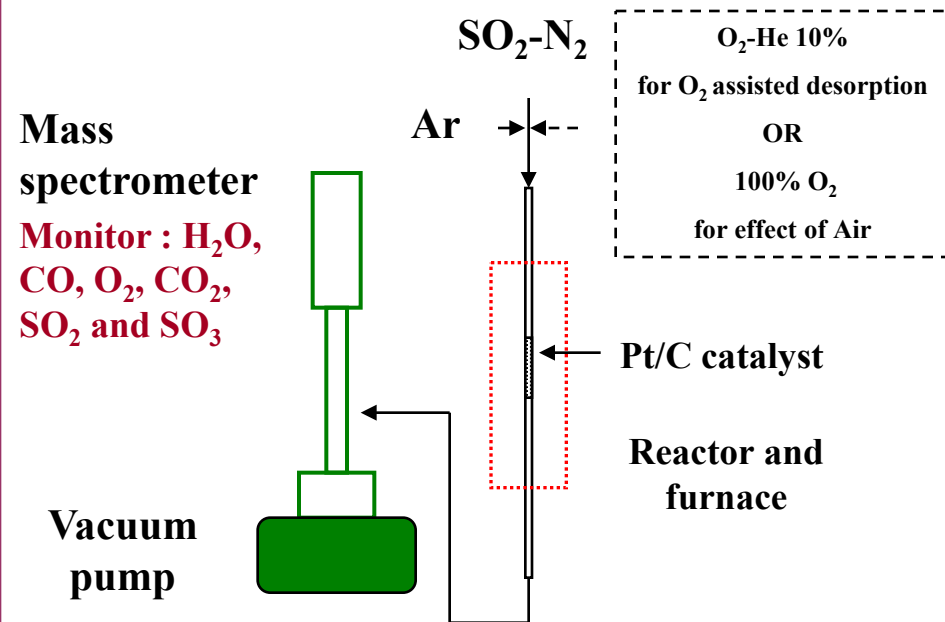 SO₂-N₂
O₂-He 10%
for O₂ assisted desorption
OR
100% O₂
for effect of Air
Ar
Mass
spectrometer
Monitor : H₂O,
CO, O₂, CO₂,
SO₂ and SO₃
Pt/C catalyst
Reactor and
furnace
Vacuum
pump